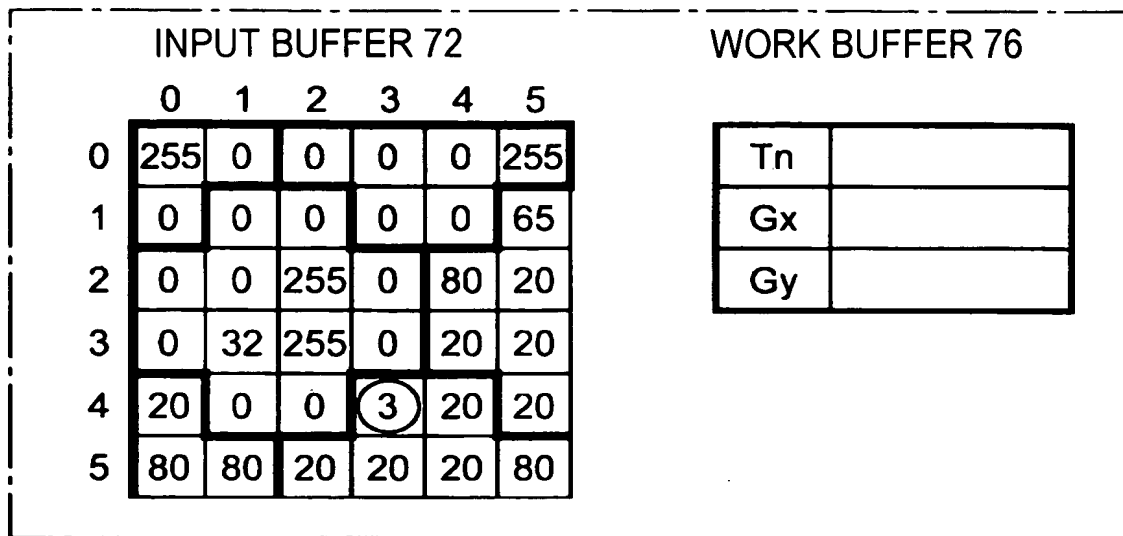 INPUT BUFFER 72 WORK BUFFER 76
0 1 2 3 4 5
0 255 0 0 0 0 255 Tn
1 0 0 0 0 0 65 Gx
2 0 0 255 0 80 20 Gy
3 0 32 255 0 20 20
4 20 0 0 3 20 20
5 80 80 20 20 20 80